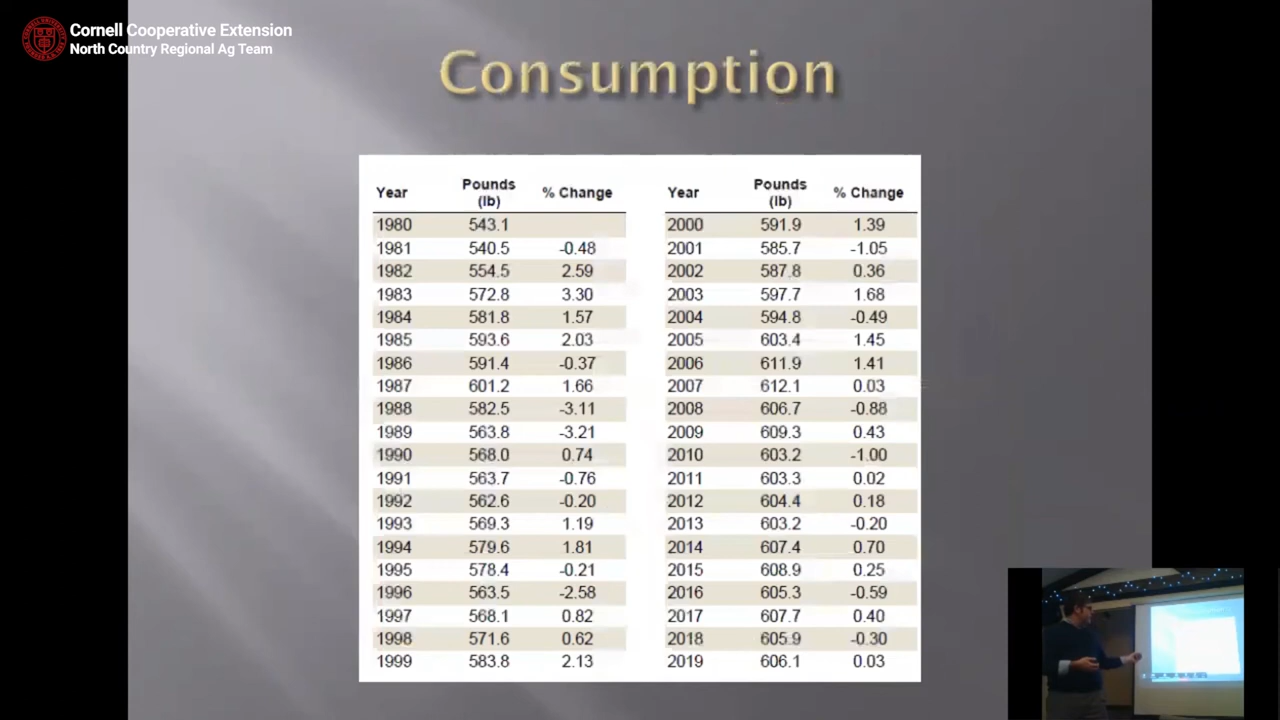 Cornell Cooperative Extension
North Country Regional Ag Team
Consumption
Year Pounds (lb) % Change Year Pounds (lb) % Change
1980 543.1 2000 591.9 1.39
1981 540.5 -0.48 2001 585.7 -1.05
1982 554.5 2.59 2002 587.8 0.36
1983 572.8 3.30 2003 597.7 1.68
1984 581.8 1.57 2004 594.8 -0.49
1985 593.6 2.03 2005 603.4 1.45
1986 591.4 -0.37 2006 611.9 1.41
1987 601.2 1.66 2007 612.1 0.03
1988 582.5 -3.11 2008 606.7 -0.88
1989 563.8 -3.21 2009 609.3 0.43
1990 568.0 0.74 2010 603.2 -1.00
1991 563.7 -0.76 2011 603.3 0.02
1992 562.6 -0.20 2012 604.4 0.18
1993 569.3 1.19 2013 603.2 -0.20
1994 579.6 1.81 2014 607.4 0.70
1995 578.4 -0.21 2015 608.9 0.25
1996 563.5 -2.58 2016 605.3 -0.59
1997 568.1 0.82 2017 607.7 0.40
1998 571.6 0.62 2018 605.9 -0.30
1999 583.8 2.13 2019 606.1 0.03